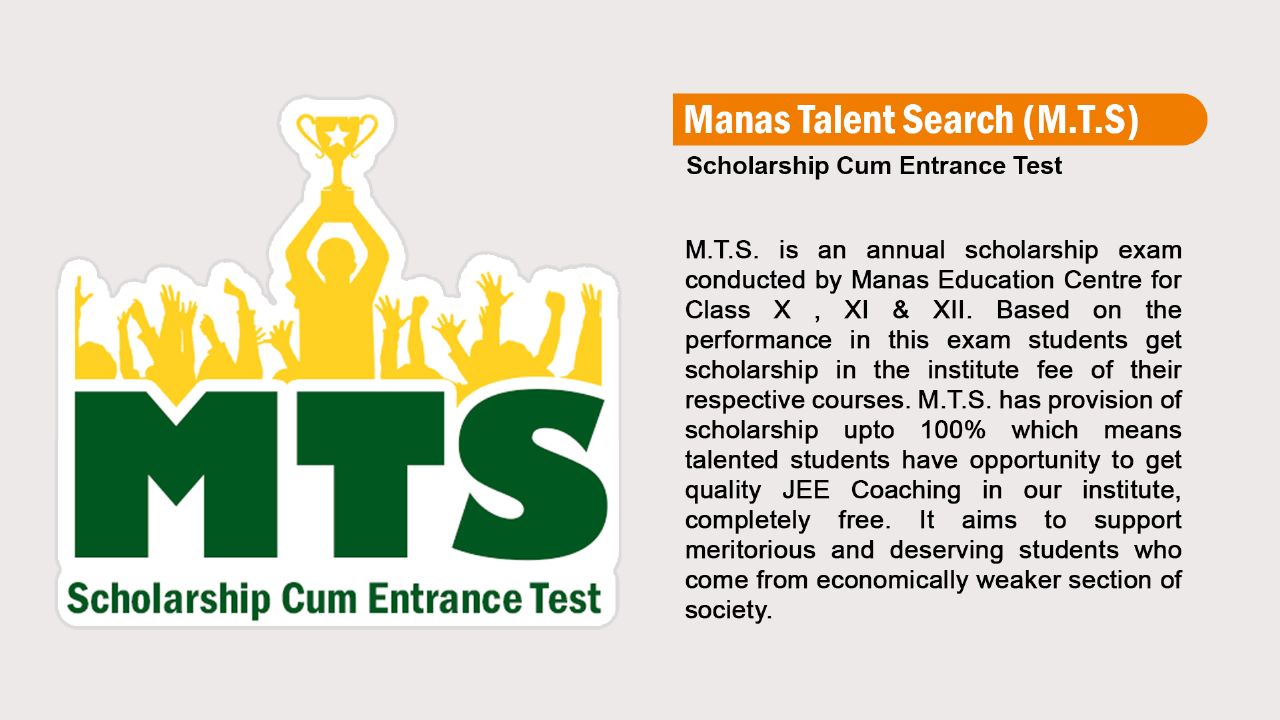 MTS
Scholarship Cum Entrance Test
Manas Talent Search (M.T.S)
Scholarship Cum Entrance Test
M.T.S. is an annual scholarship exam
conducted by Manas Education Centre for
Class X , XI & XII. Based on the
performance in this exam students get
scholarship in the institute fee of their
respective courses. M.T.S. has provision of
scholarship upto 100% which means
talented students have opportunity to get
quality JEE Coaching in our institute,
completely free. It aims to support
meritorious and deserving students who
come from economically weaker section of
society.